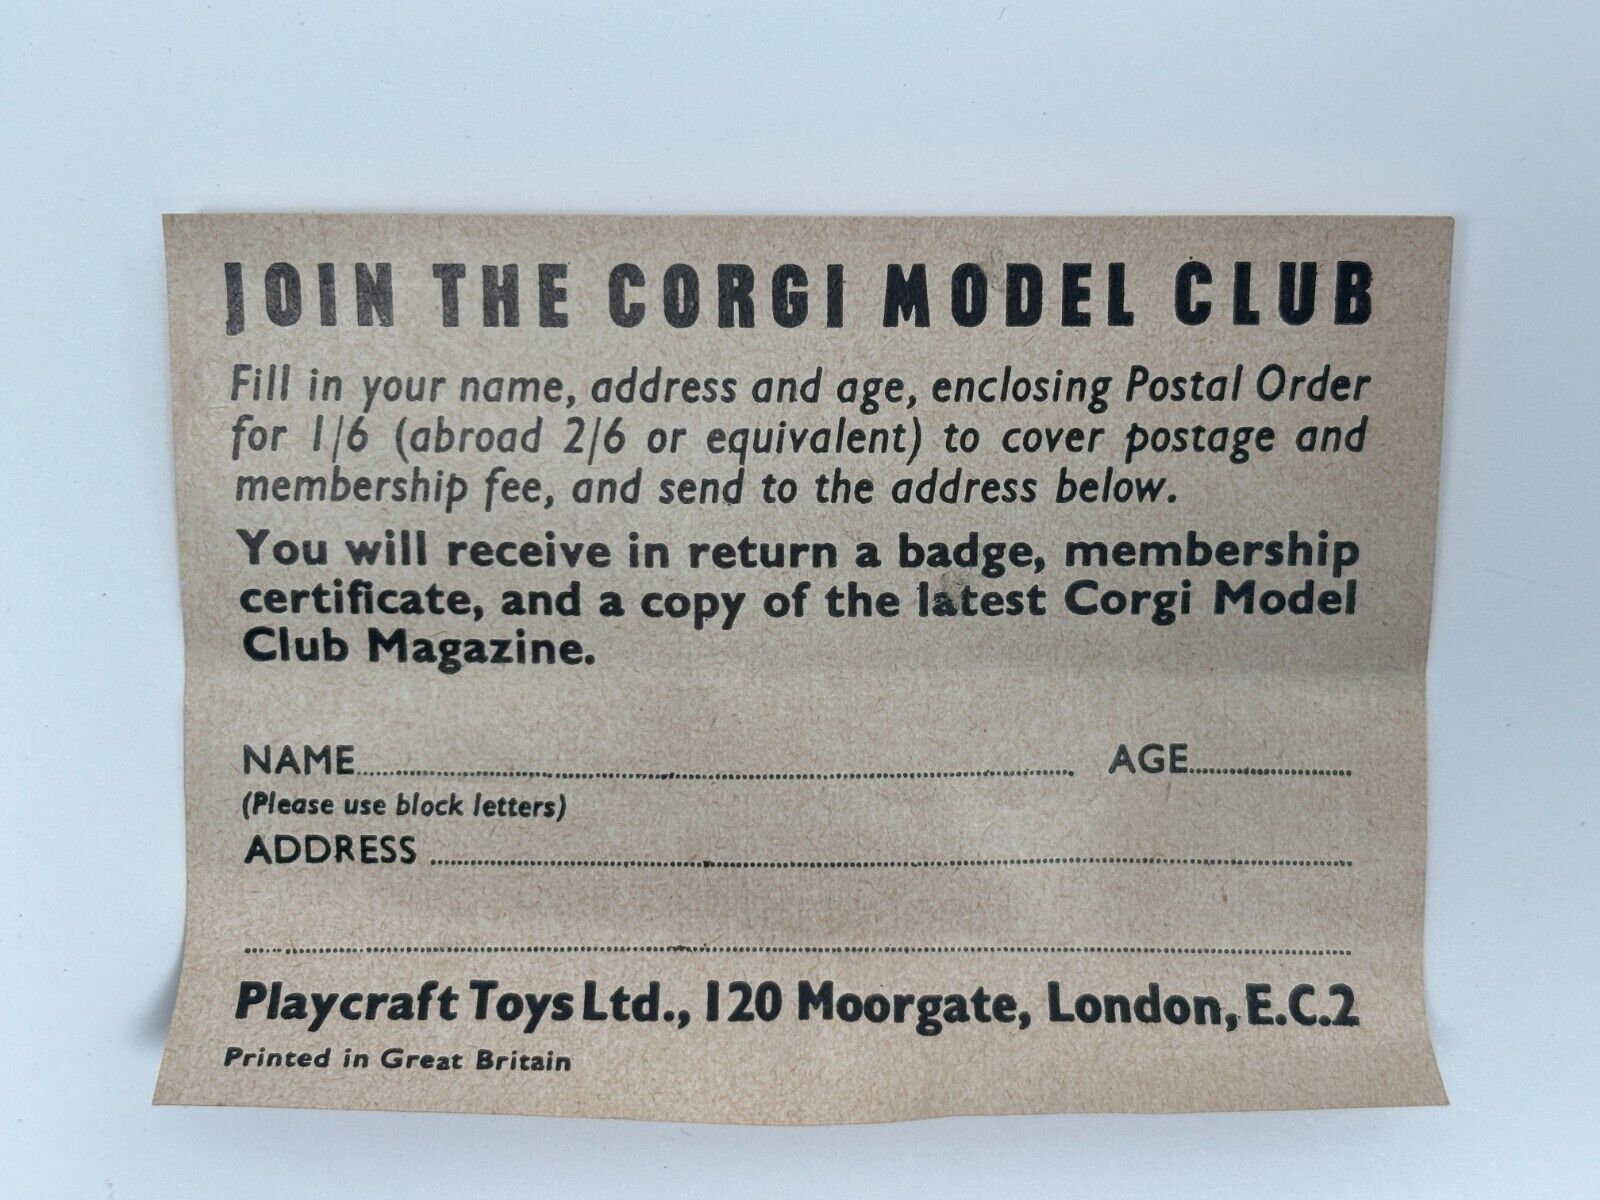 JOIN THE CORGI MODEL CLUB
Fill in your name, address and age, enclosing Postal Order
for 1/6 (abroad 2/6 or equivalent) to cover postage and
membership fee, and send to the address below.
You will receive in return a badge, membership
certificate, and a copy of the latest Corgi Model
Club Magazine.
NAME.......... AGE..........
(Please use block letters)
ADDRESS ..........
..........
Playcraft Toys Ltd., 120 Moorgate, London, E.C.2
Printed in Great Britain